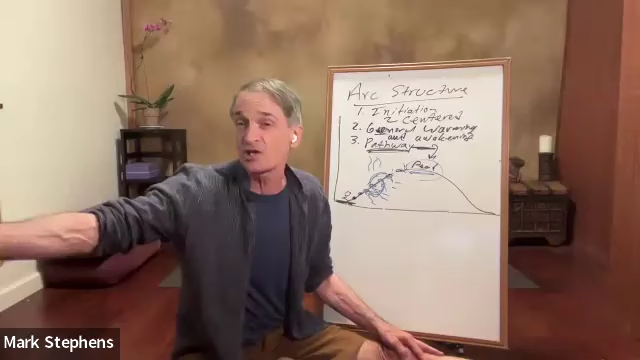 Arc Structure
1. Initiation
2 Centered
2. General Warming
and awakening
3. Pathway
Peak
Mark Stephens